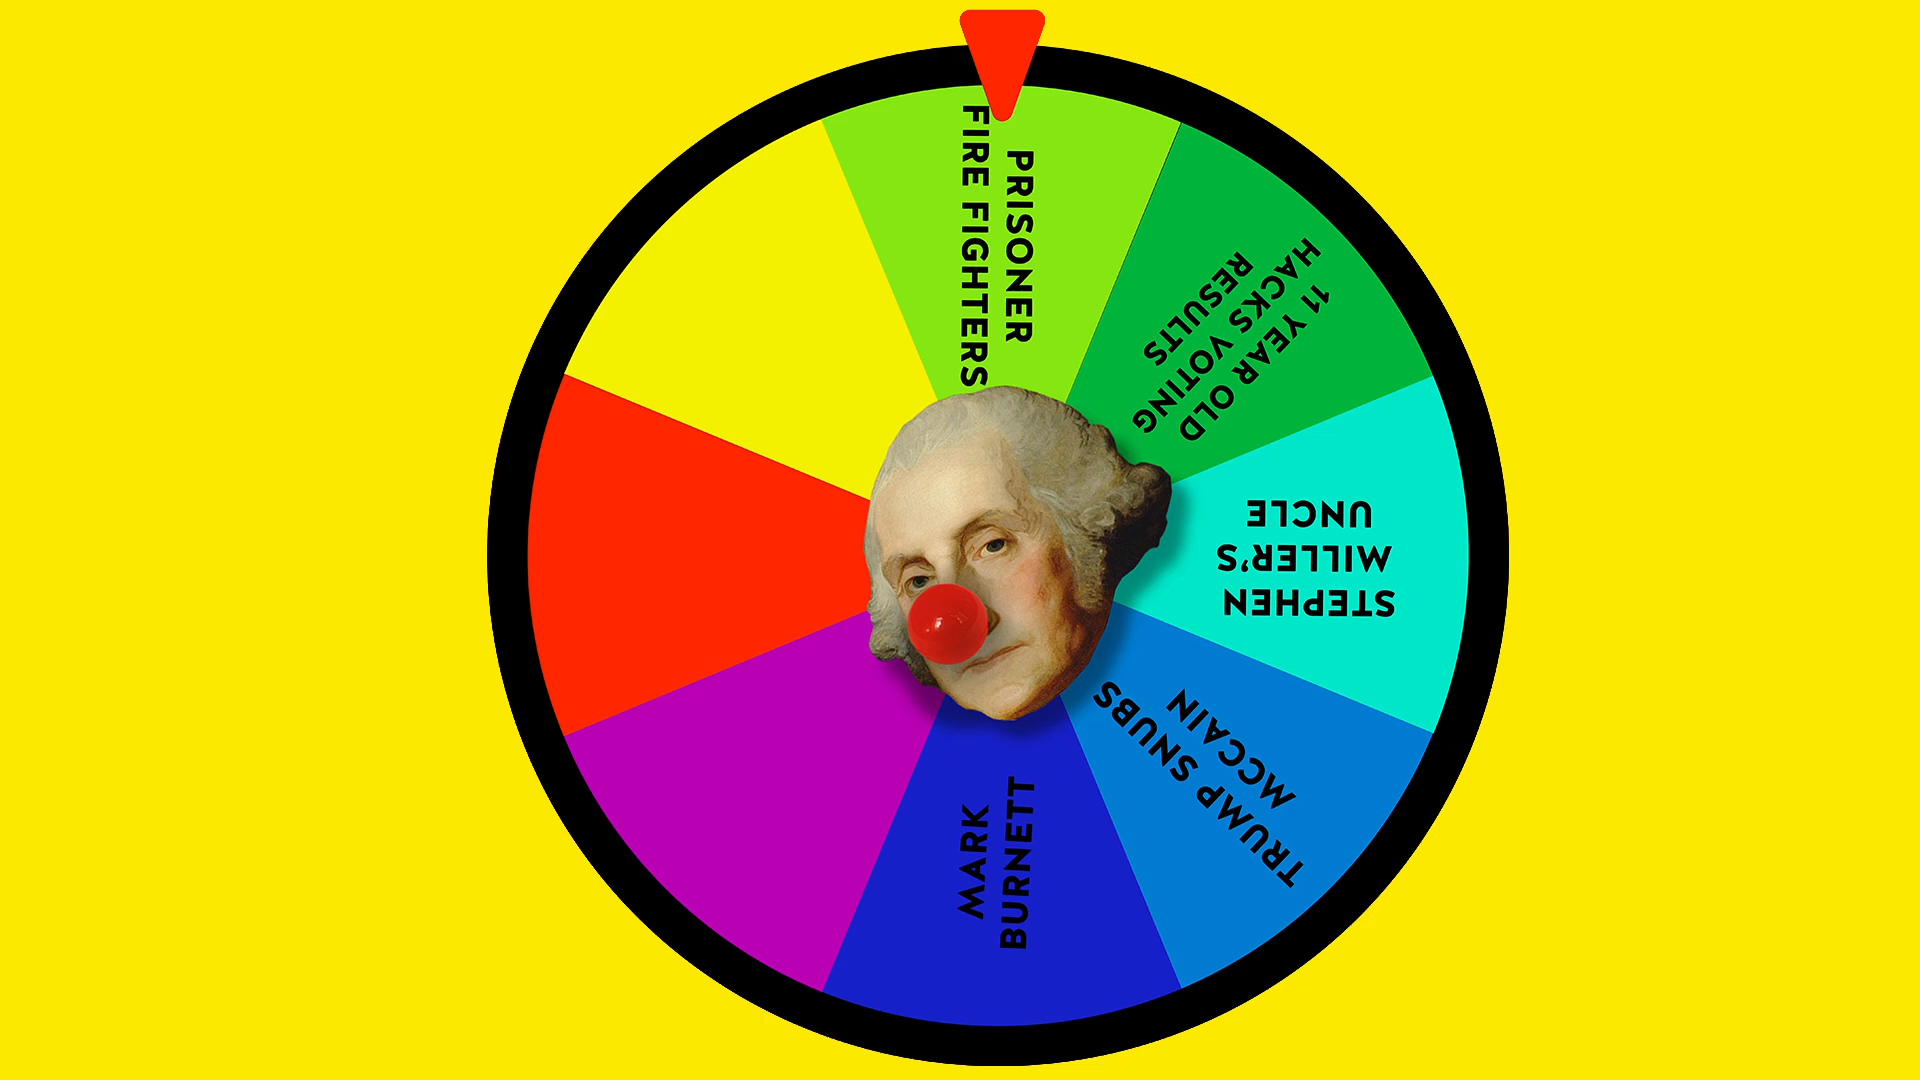 PRISONER
FIRE FIGHTERS
11 YEAR OLD
HACKS VOTING
RESULTS
STEPHEN
MILLER'S
UNCLE
TRUMP SNUBS
MCCAIN
MARK
BURNETT